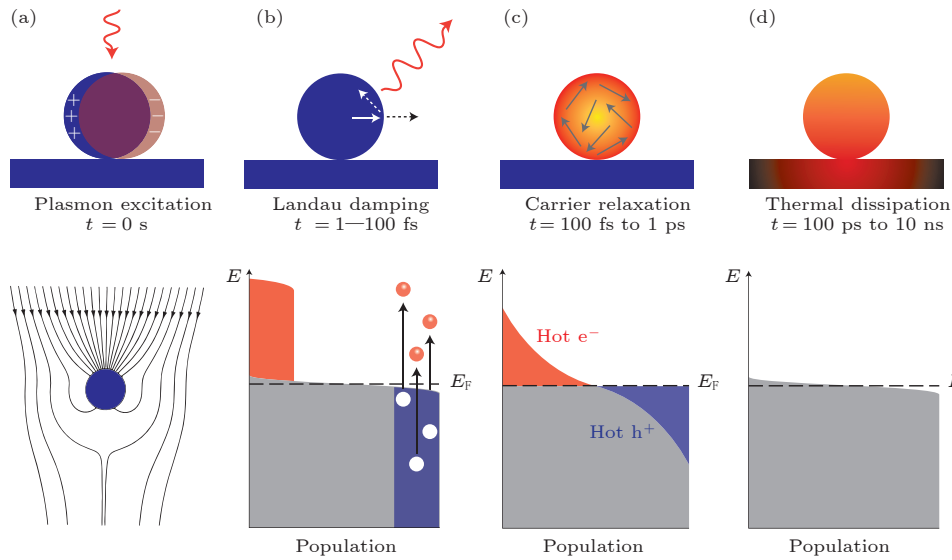 (a)
(b)
(c)
(d)
+
+
+
−
−
−
Plasmon excitation
t = 0 s
Landau damping
t = 1—100 fs
Carrier relaxation
t = 100 fs to 1 ps
Thermal dissipation
t = 100 ps to 10 ns
E
E
E
Hot e⁻
E_F
E_F
Hot h⁺
Population
Population
Population